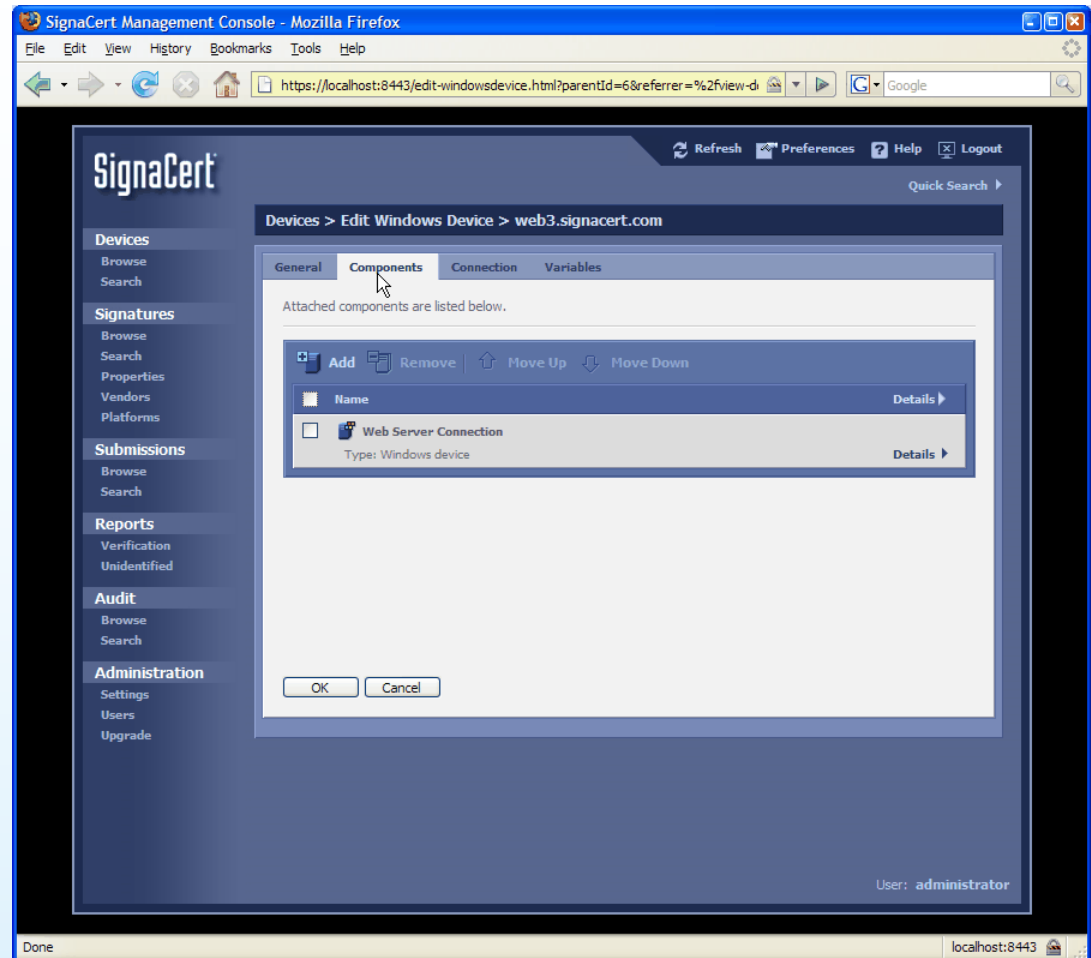 SignaCert Management Console - Mozilla Firefox
File Edit View History Bookmarks Tools Help
https://localhost:8443/edit-windowsdevice.html?parentId=6&referrer=%2fview-d
G Google
SignaCert
Refresh Preferences ? Help Logout
Quick Search
Devices > Edit Windows Device > web3.signacert.com
Devices
Browse
Search
Signatures
Browse
Search
Properties
Vendors
Platforms
Submissions
Browse
Search
Reports
Verification
Unidentified
Audit
Browse
Search
Administration
Settings
Users
Upgrade
General Components Connection Variables
Attached components are listed below.
Add Remove Move Up Move Down
Name Details
Web Server Connection
Type: Windows device Details
OK Cancel
User: administrator
Done localhost:8443